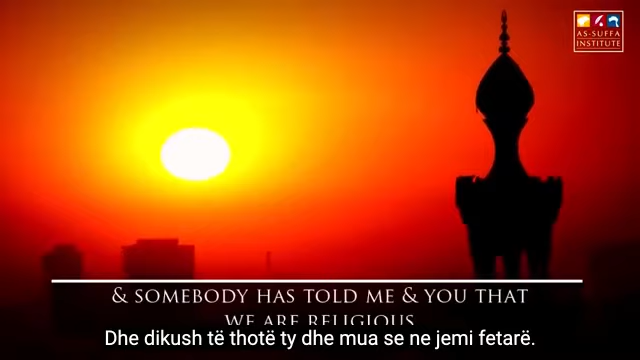 AS-SUFFA
INSTITUTE
& SOMEBODY HAS TOLD ME & YOU THAT
WE ARE RELIGIOUS
Dhe dikush të thotë ty dhe mua se ne jemi fetarë.